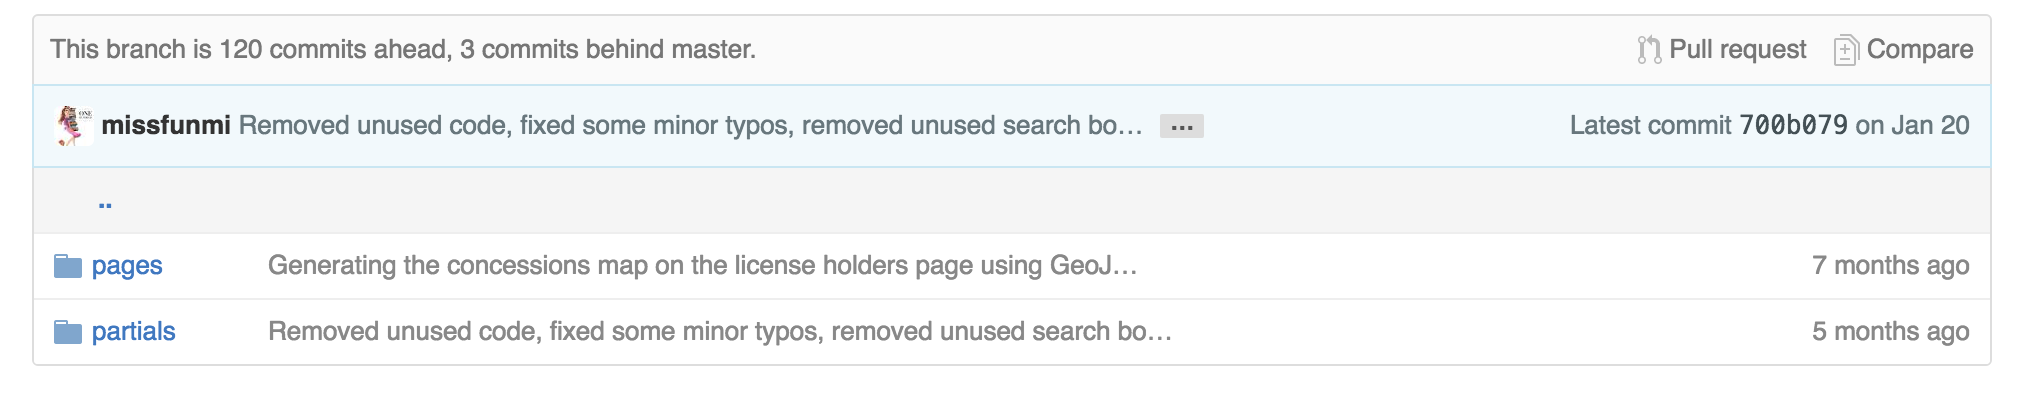 This branch is 120 commits ahead, 3 commits behind master. Pull request Compare
missfunmi Removed unused code, fixed some minor typos, removed unused search bo… ... Latest commit 700b079 on Jan 20
..
pages Generating the concessions map on the license holders page using GeoJ… 7 months ago
partials Removed unused code, fixed some minor typos, removed unused search bo… 5 months ago